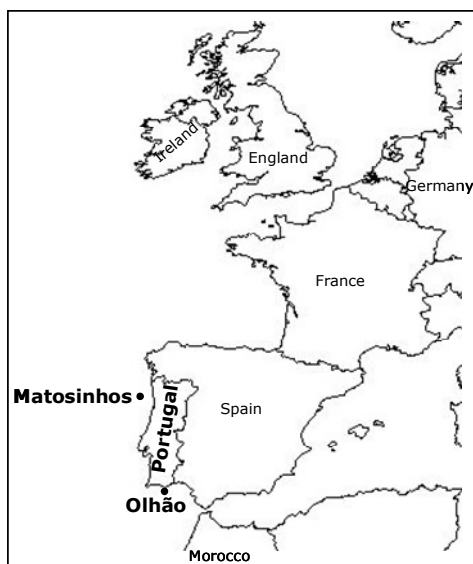 Ireland
England
Germany
France
Matosinhos
Portugal
Spain
Olhão
Morocco